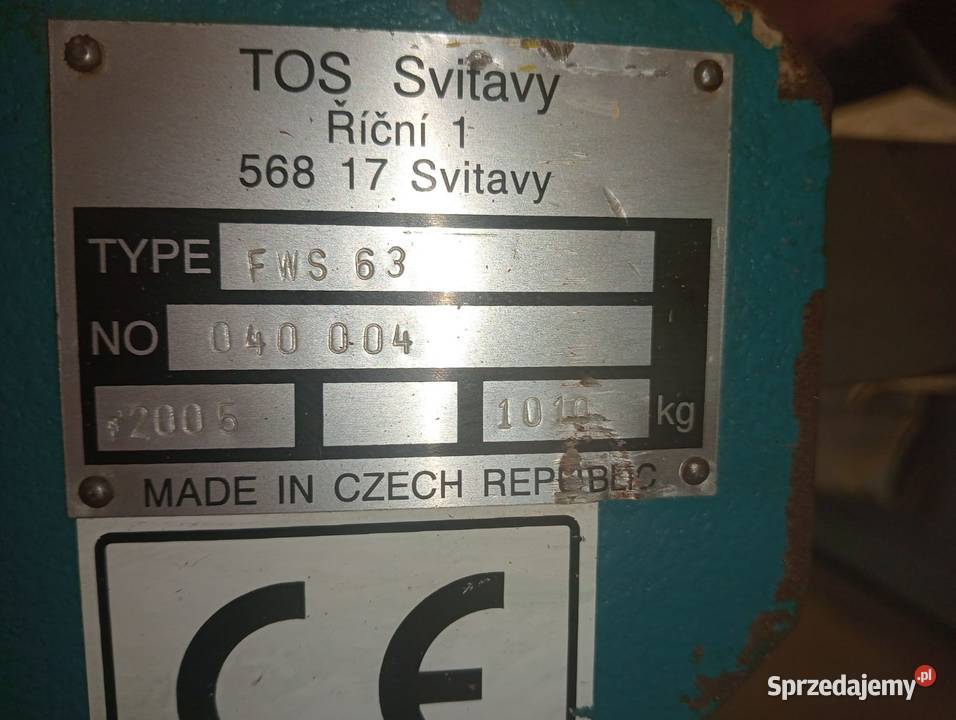 TOS Svitavy
Říční 1
568 17 Svitavy
TYPE FWS 63
NO 040 004
2005 1010 kg
MADE IN CZECH REPUBLIC
CE
Sprzedajemy.pl